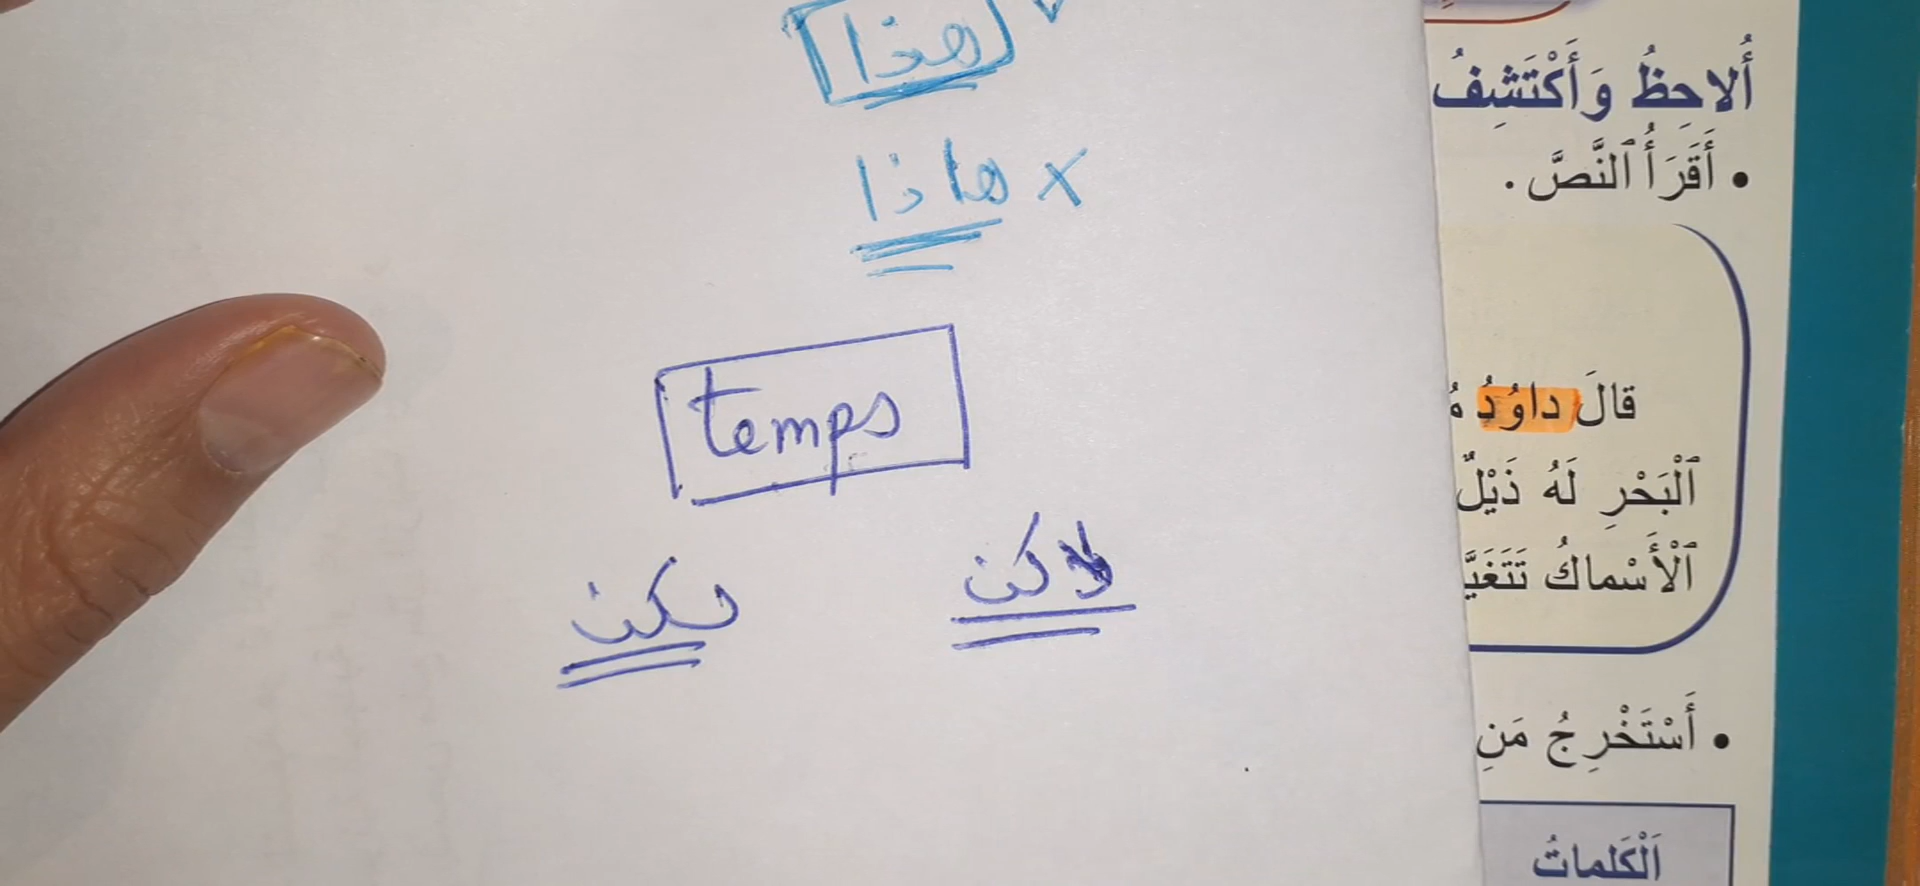 هذا
هاذا ×
temps
لاكن
لكن
أُلاحِظُ وَأَكْتَشِفُ
• أَقَرَأُ ٱلنَّصَّ .
قالَ داوُدُ مُ
ٱلْبَحْرِ لَهُ ذَيْلٌ
ٱلْأَسْماكُ تَتَغَيَّ
• أَسْتَخْرِجُ مَنِ
اَلْكَلِماتُ